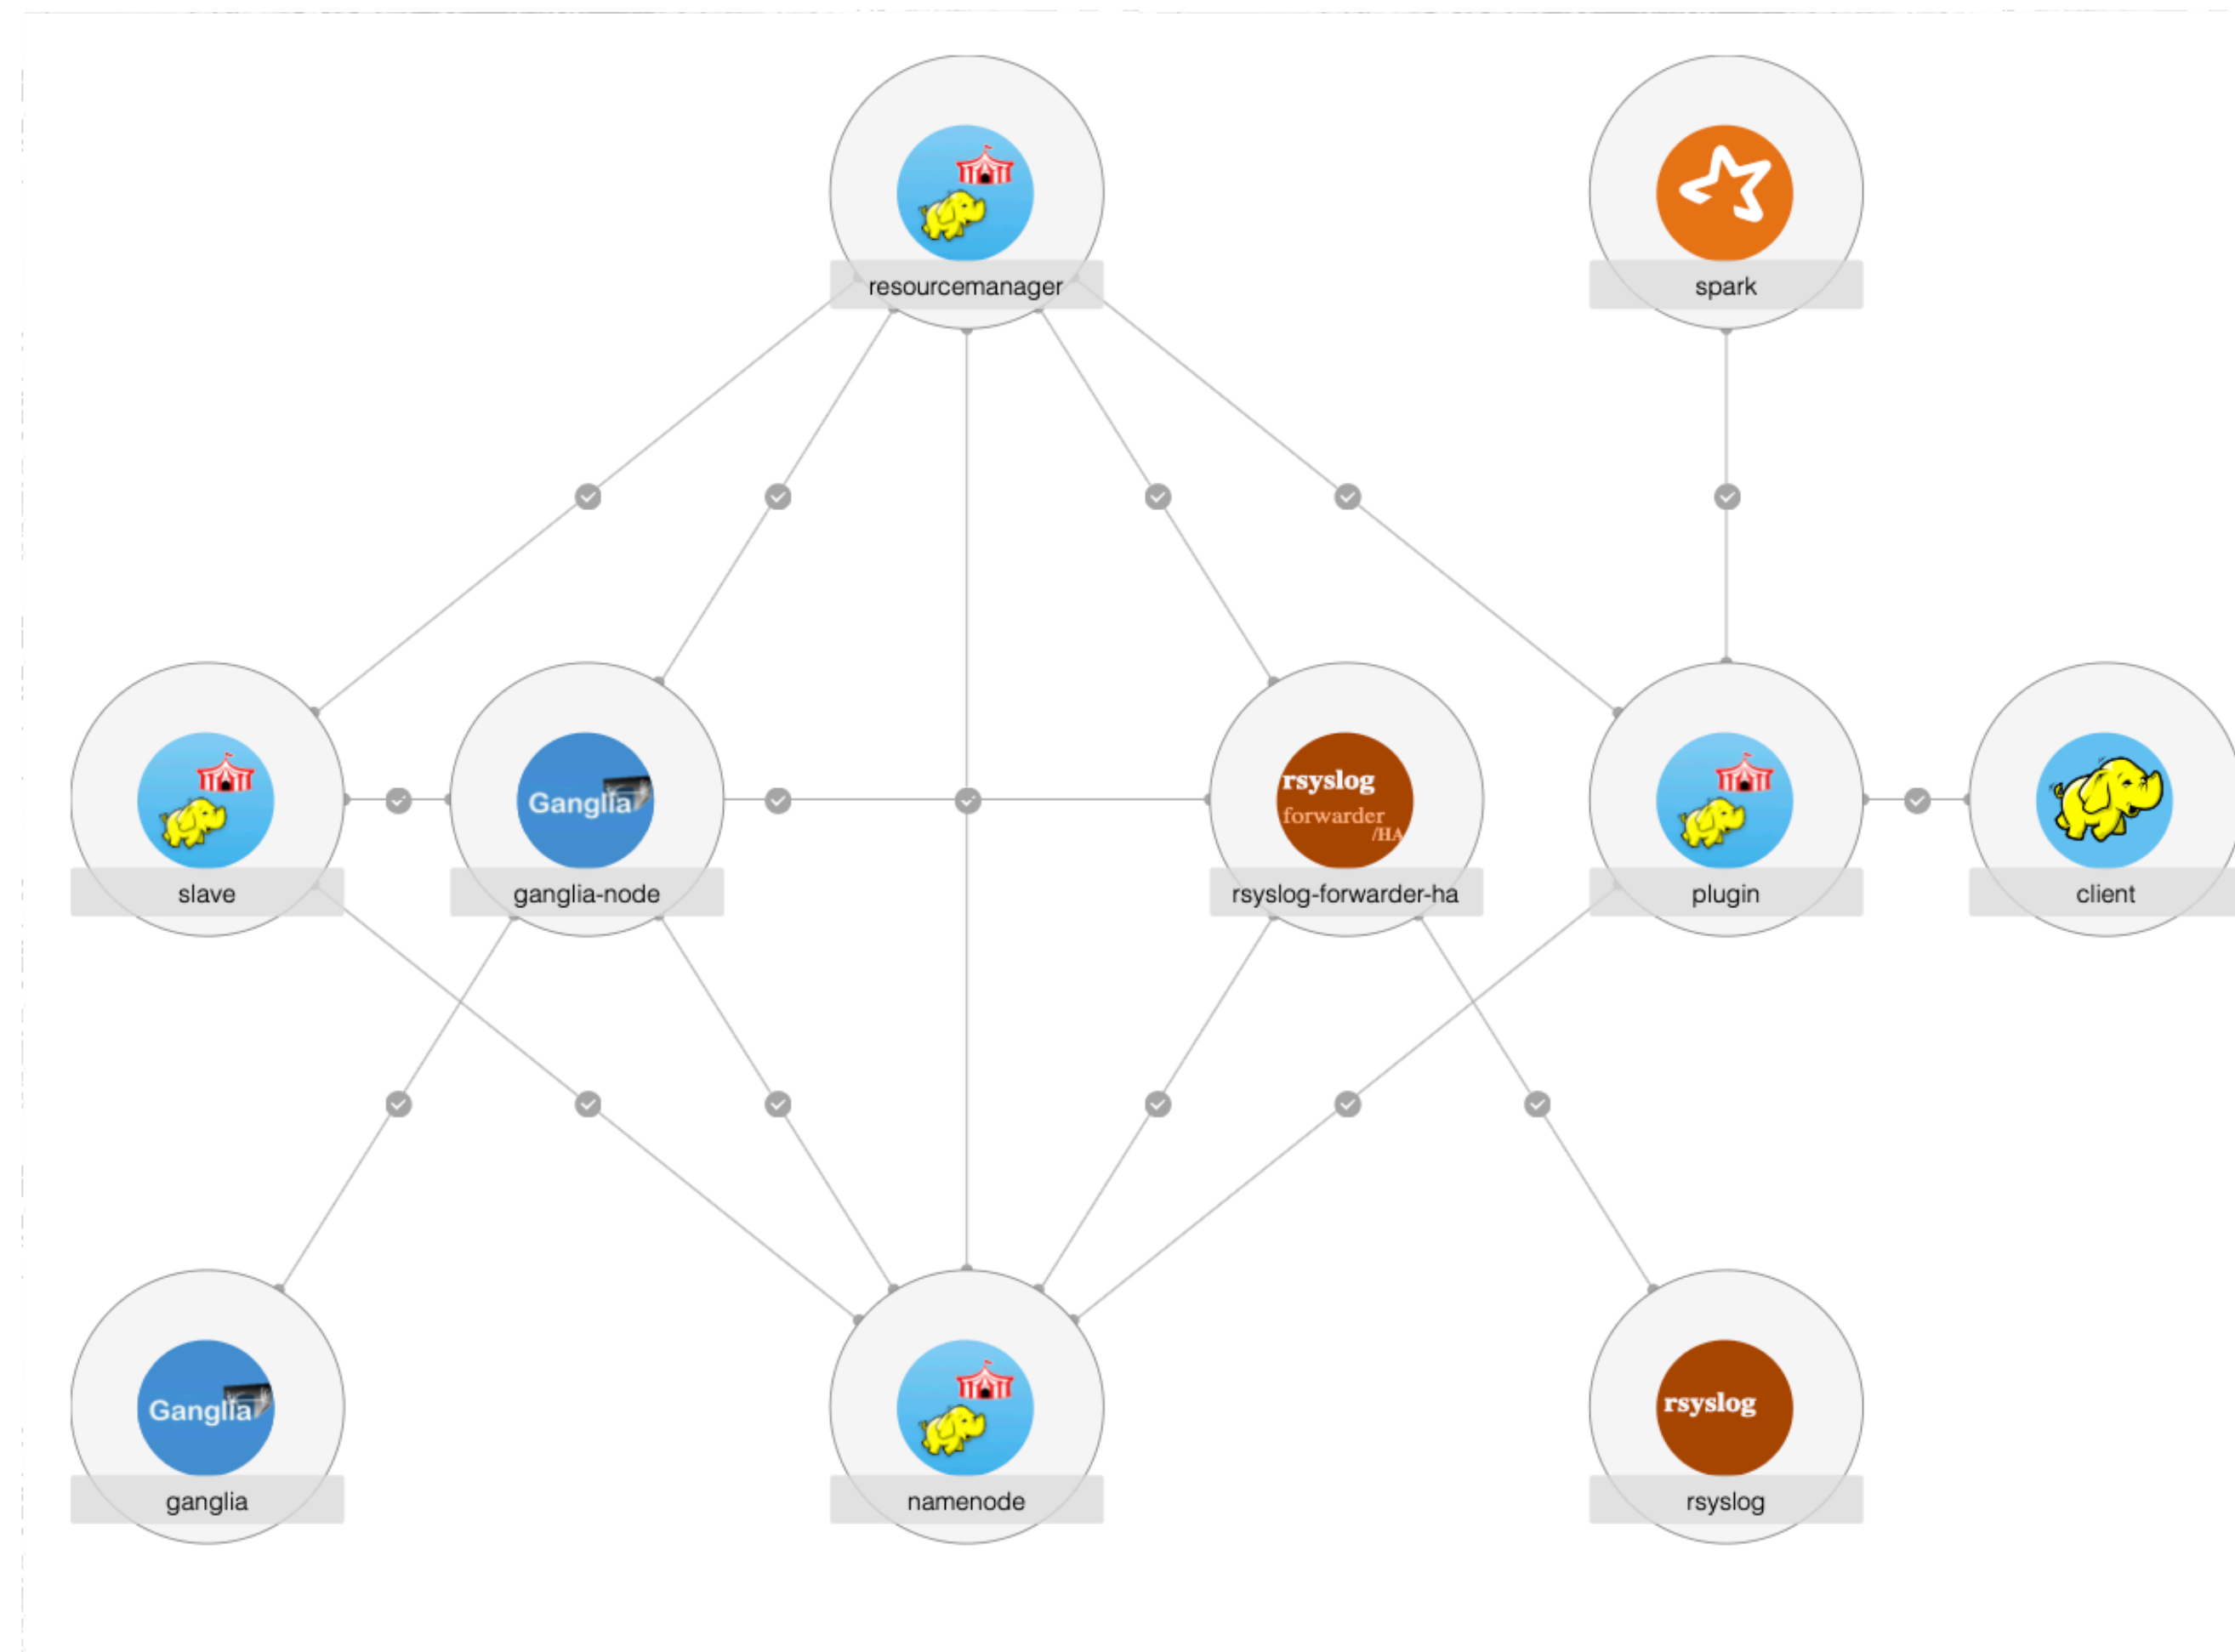 resourcemanager
spark
Ganglia
rsyslog
forwarder
/HA
slave
ganglia-node
rsyslog-forwarder-ha
plugin
client
Ganglia
rsyslog
ganglia
namenode
rsyslog